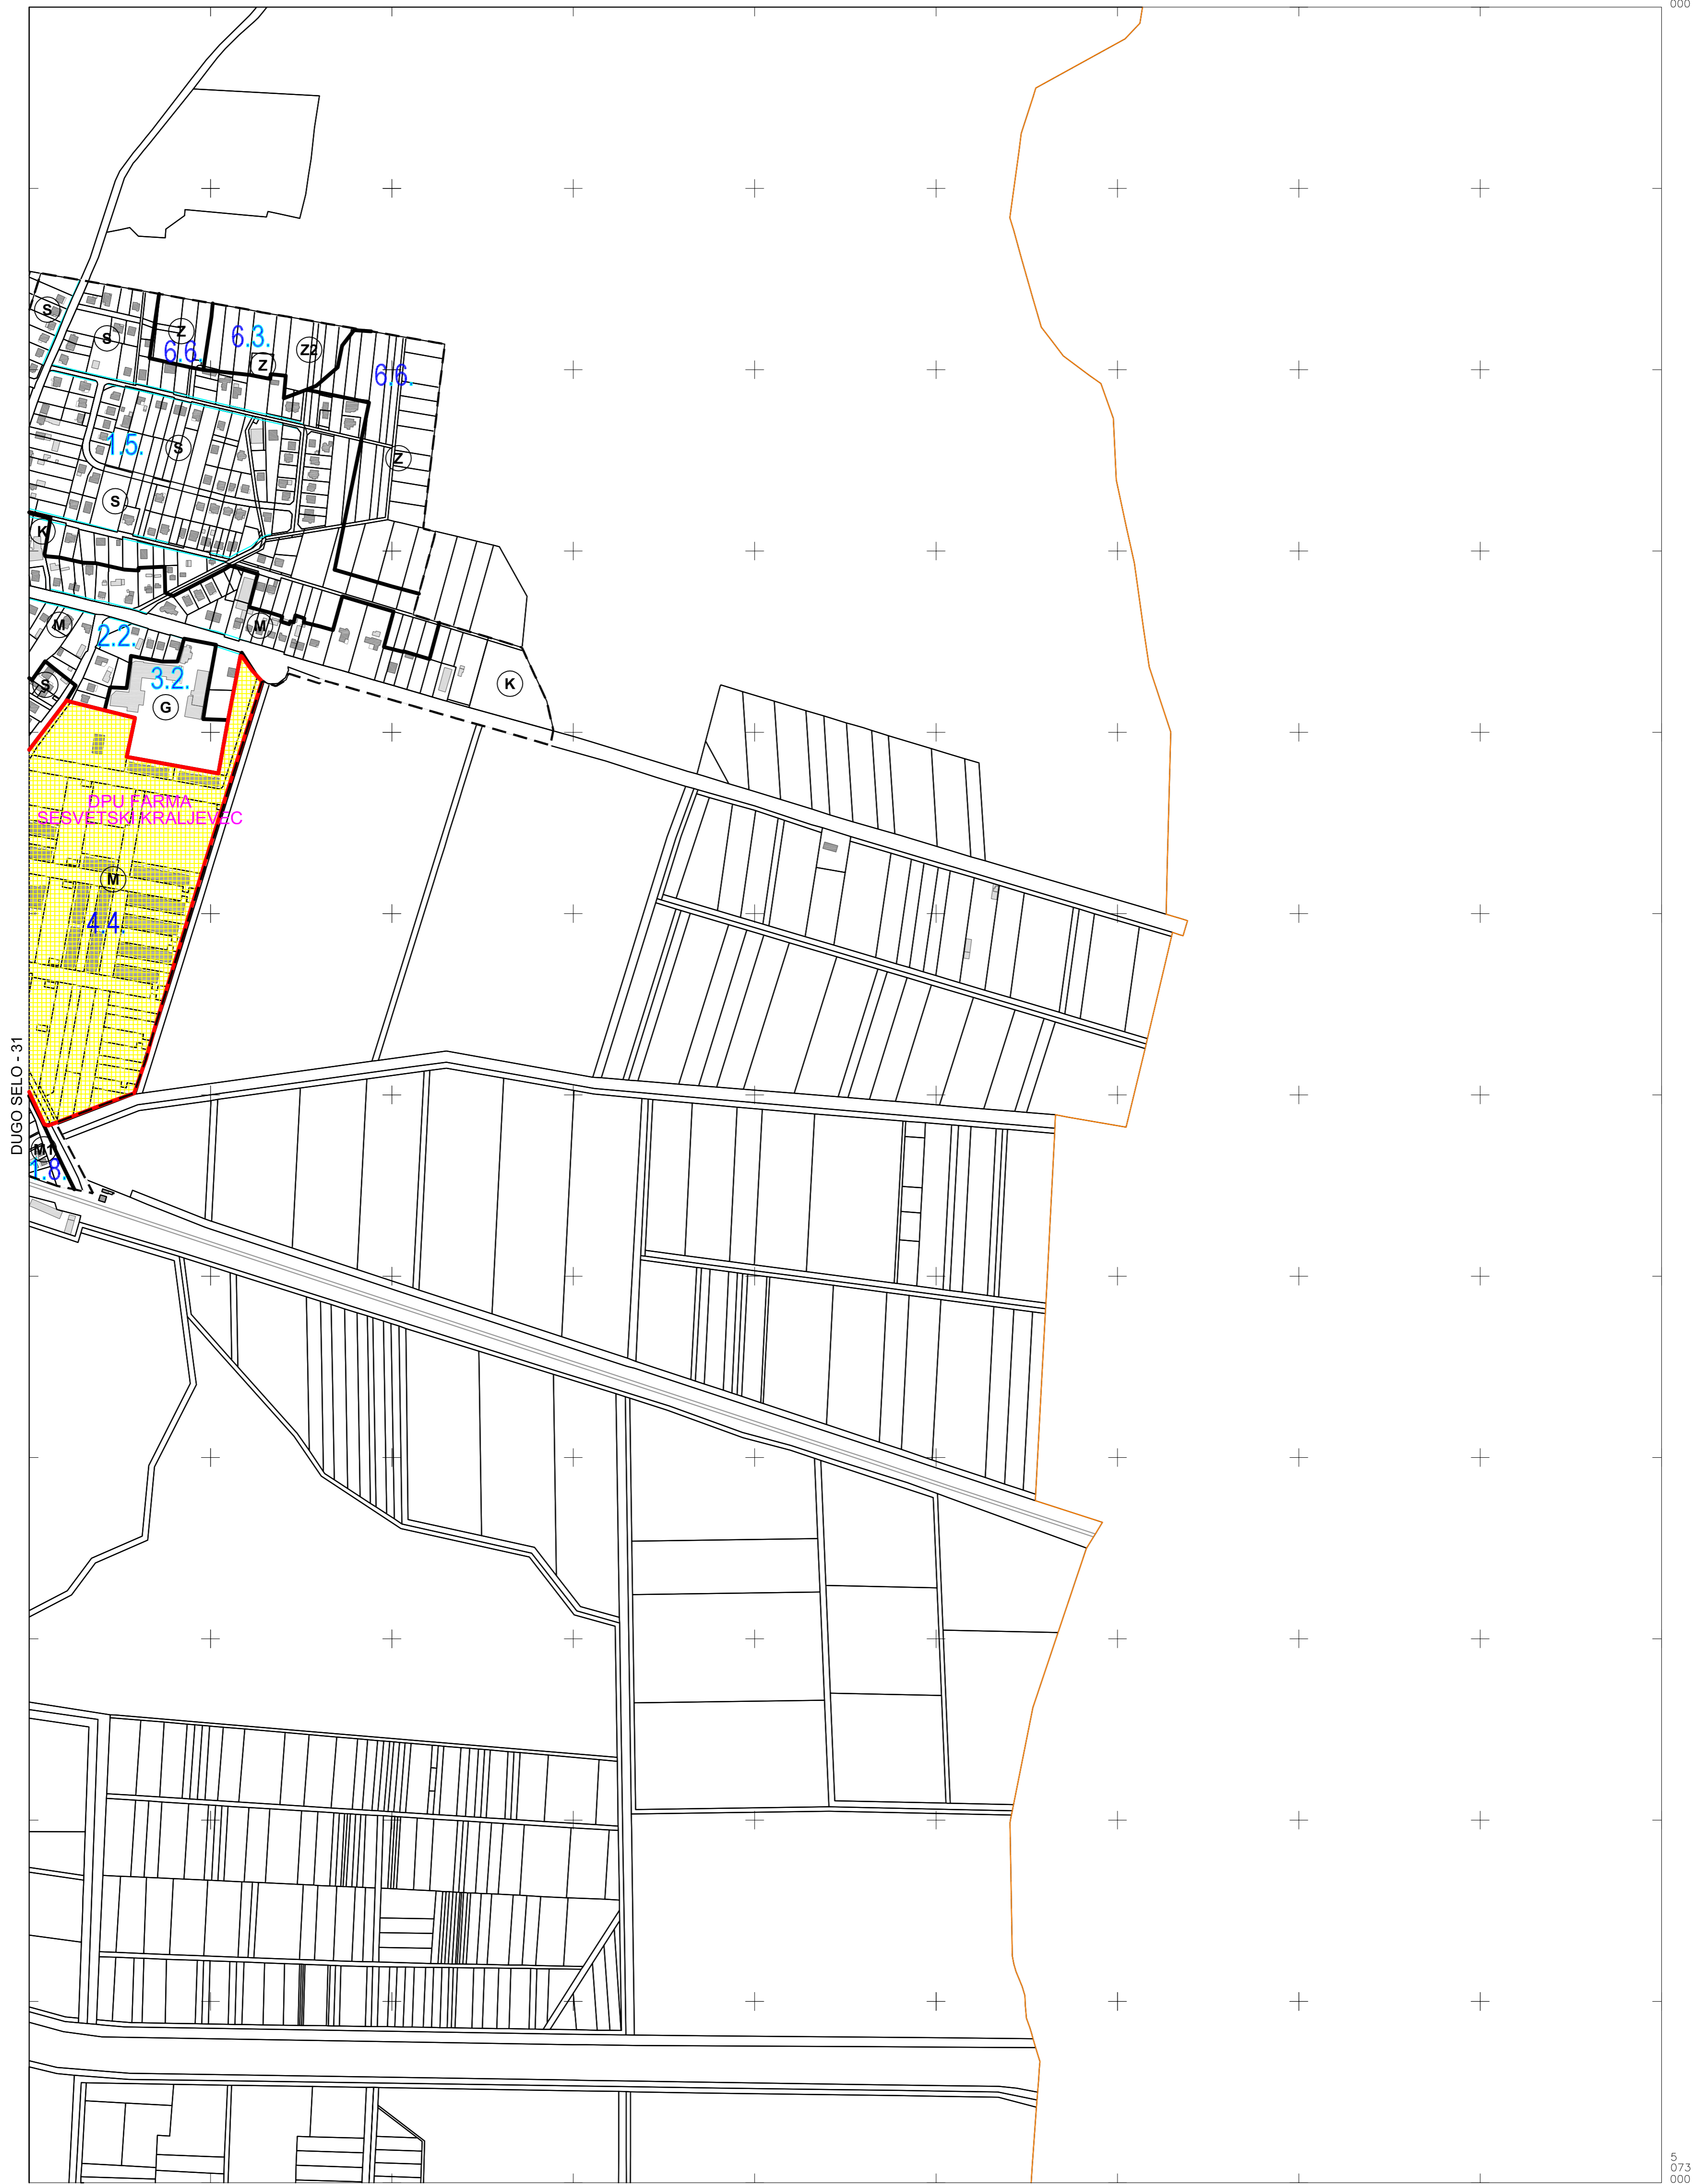 000
S
S
Z
6.6.
6.3.
Z
Z2
6.6.
1.5.
S
Z
S
K
M
2.2.
M
S
3.2.
G
K
DPU FARMA
SESVETSKI KRALJEVEC
M
4.4.
DUGO SELO - 31
M1
1.8.
5
073
000